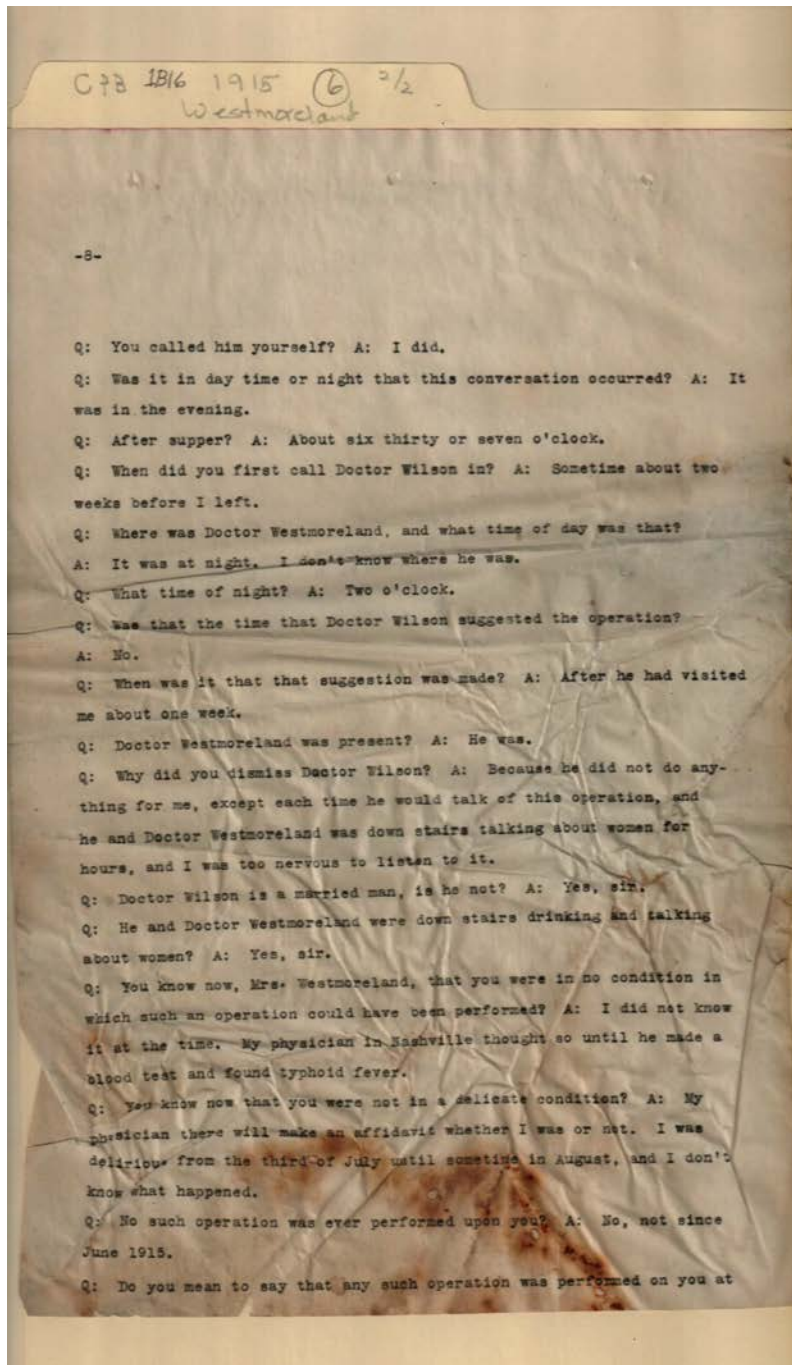 C73 1B16 1915 6 2/2
Westmoreland
-8-
Q: You called him yourself? A: I did.
Q: Was it in day time or night that this conversation occurred? A: It
was in the evening.
Q: After supper? A: About six thirty or seven o'clock.
Q: When did you first call Doctor Wilson in? A: Sometime about two
weeks before I left.
Q: Where was Doctor Westmoreland, and what time of day was that?
A: It was at night. I don't know where he was.
Q: What time of night? A: Two o'clock.
Q: Was that the time that Doctor Wilson suggested the operation?
A: No.
Q: When was it that that suggestion was made? A: After he had visited
me about one week.
Q: Doctor Westmoreland was present? A: He was.
Q: Why did you dismiss Doctor Wilson? A: Because he did not do any-
thing for me, except each time he would talk of this operation, and
he and Doctor Westmoreland was down stairs talking about women for
hours, and I was too nervous to listen to it.
Q: Doctor Wilson is a married man, is he not? A: Yes, sir.
Q: He and Doctor Westmoreland were down stairs drinking and talking
about women? A: Yes, sir.
Q: You know now, Mrs. Westmoreland, that you were in no condition in
which such an operation could have been performed? A: I did not know
it at the time. My physician In Nashville thought so until he made a
blood test and found typhoid fever.
Q: You know now that you were not in a delicate condition? A: My
physician there will make an affidavit whether I was or not. I was
delirious from the third of July until sometime in August, and I don't
know what happened.
Q: No such operation was ever performed upon you? A: No, not since
June 1915.
Q: Do you mean to say that any such operation was performed on you at